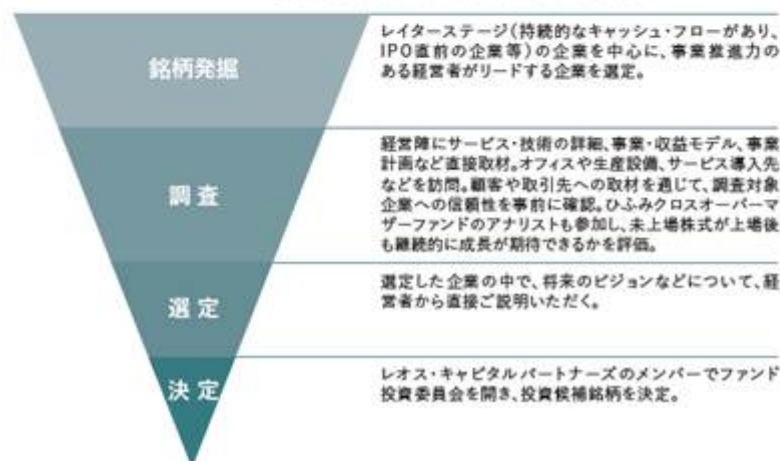 銘柄発掘
レイターステージ(持続的なキャッシュ・フローがあり、
IPO直前の企業等)の企業を中心に、事業推進力の
ある経営者がリードする企業を選定。
調査
経営陣にサービス・技術の詳細、事業・収益モデル、事業
計画など直接取材。オフィスや生産設備、サービス導入先
などを訪問。顧客や取引先への取材を通じて、調査対象
企業への信頼性を事前に確認。ひふみクロスオーバーマ
ザーファンドのアナリストも参加し、未上場株式が上場後
も継続的に成長が期待できるかを評価。
選定
選定した企業の中で、将来のビジョンなどについて、経
営者から直接ご説明いただく。
決定
レオス・キャピタルパートナーズのメンバーでファンド
投資委員会を開き、投資候補銘柄を決定。